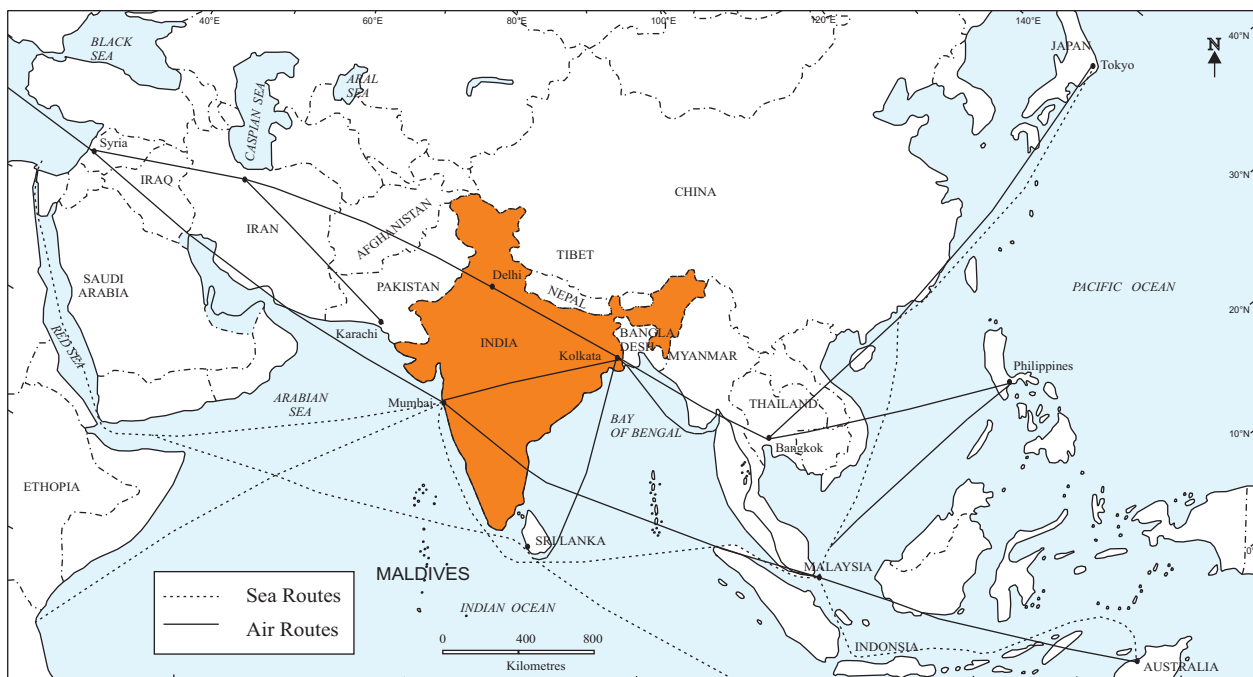 40°E
60°E
80°E
100°E
120°E
140°E
BLACK
SEA
JAPAN
40°N
N
Tokyo
ARAL
SEA
CASPIAN SEA
Syria
IRAQ
30°N
CHINA
AFGHANISTAN
IRAN
TIBET
SAUDI
ARABIA
Delhi
NEPAL
PAKISTAN
PACIFIC OCEAN
20°N
RED SEA
Karachi
INDIA
BANGLA
DESH
Kolkata
MYANMAR
Philippines
ARABIAN
SEA
Mumbai
THAILAND
BAY
OF BENGAL
10°N
Bangkok
ETHIOPIA
SRI LANKA
0°
MALDIVES
MALAYSIA
Sea Routes
Air Routes
INDIAN OCEAN
0 400 800
Kilometres
INDONSIA
AUSTRALIA